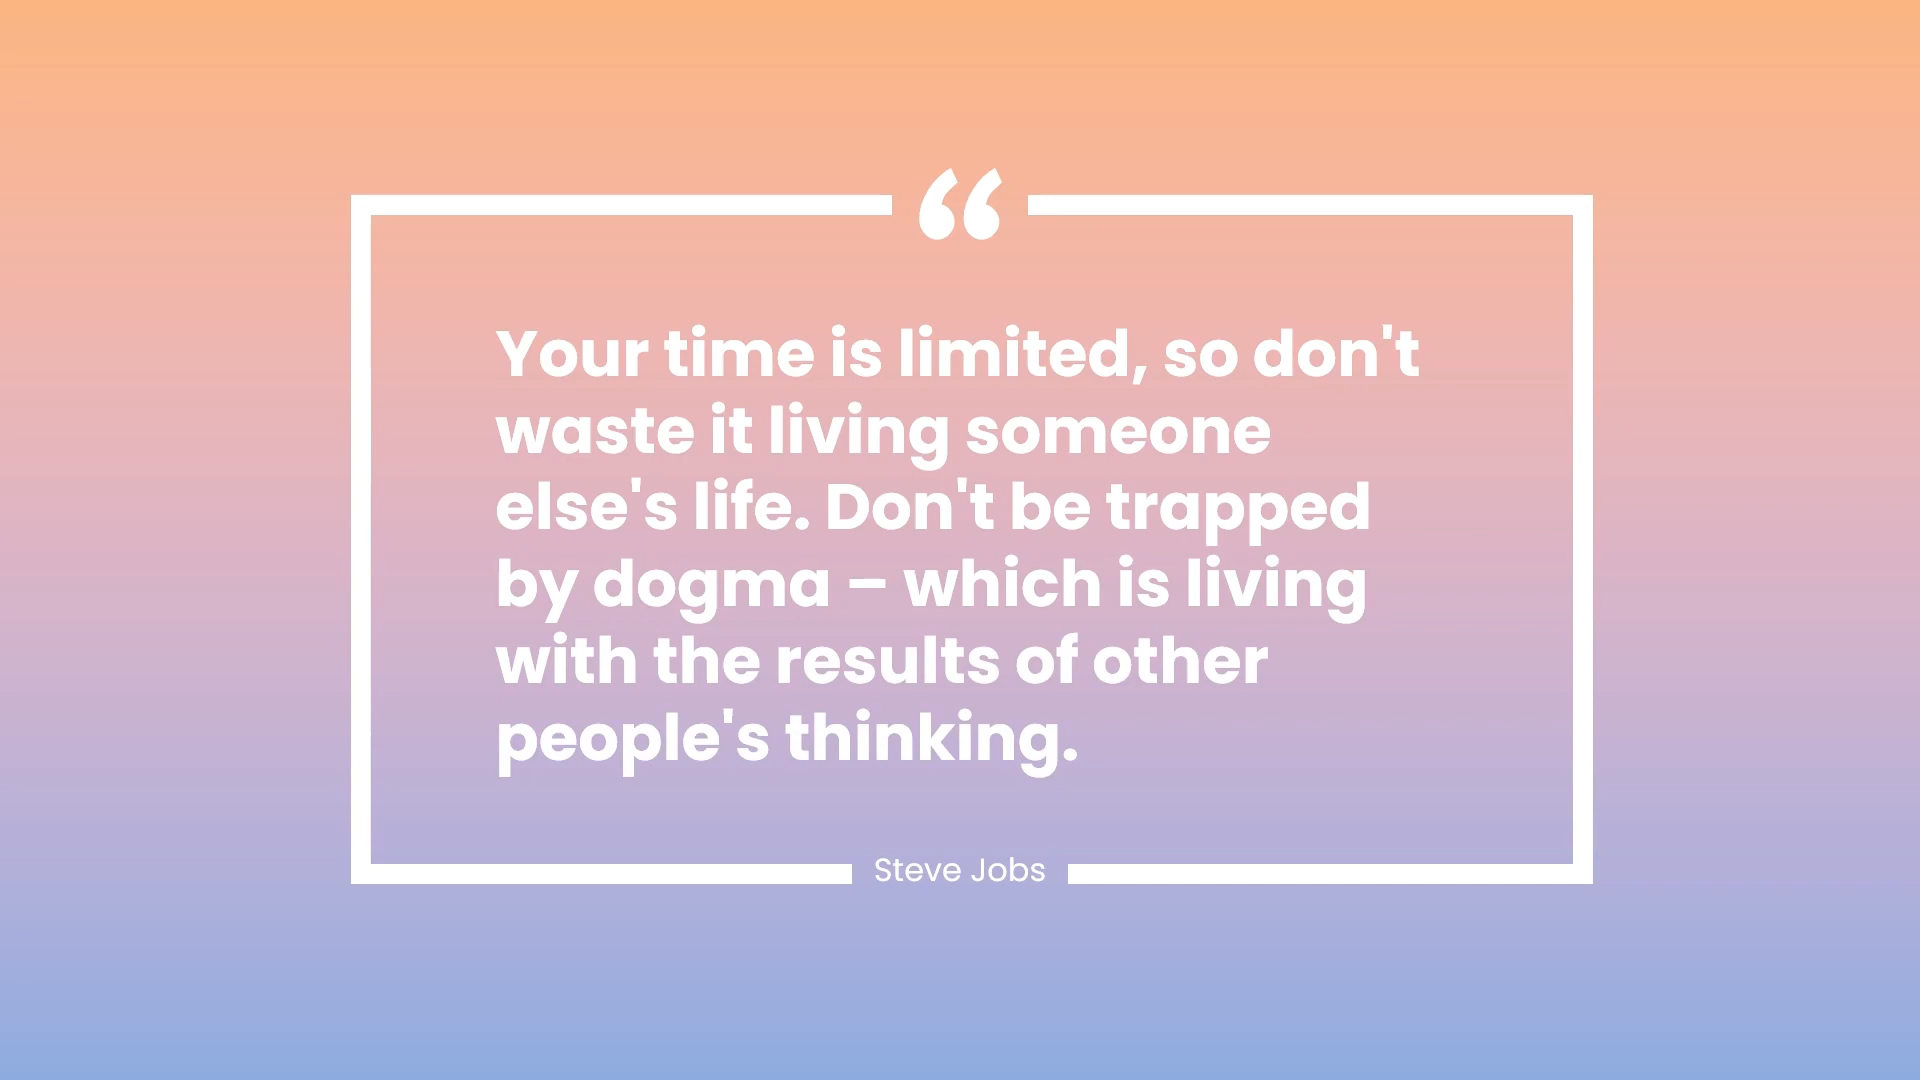 “
Your time is limited, so don't
waste it living someone
else's life. Don't be trapped
by dogma – which is living
with the results of other
people's thinking.
Steve Jobs